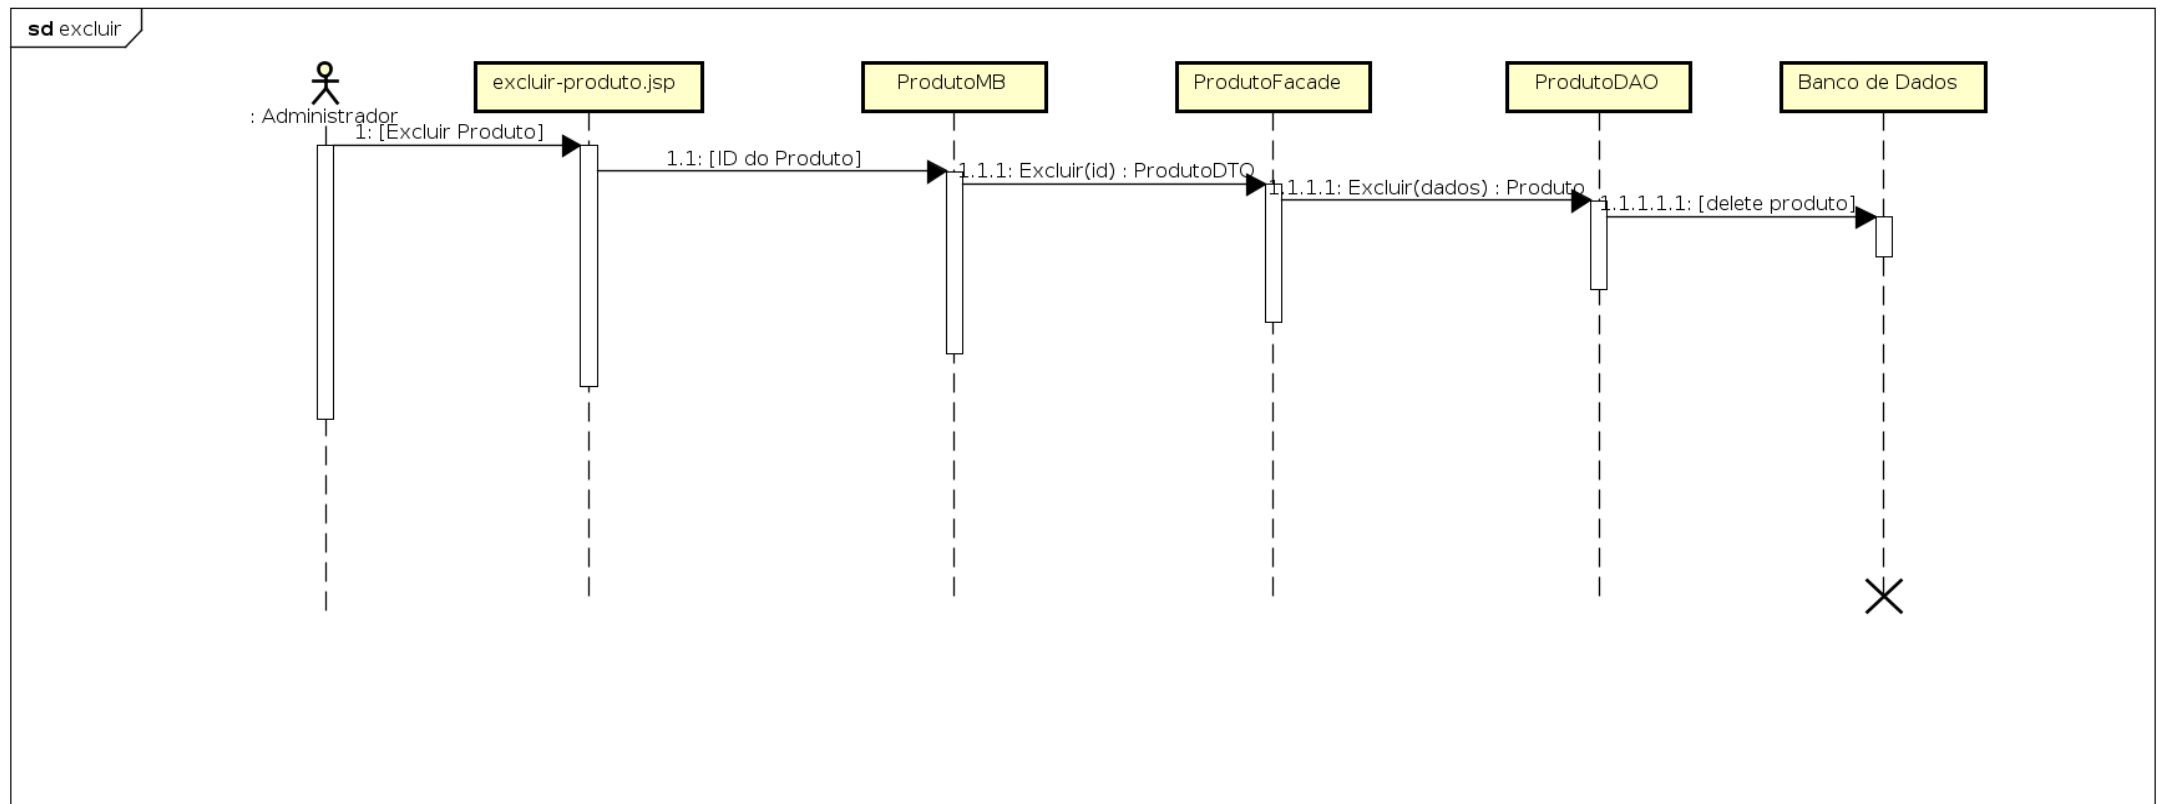 sd excluir
excluir-produto.jsp
ProdutoMB
ProdutoFacade
ProdutoDAO
Banco de Dados
: Administrador
1: [Excluir Produto]
1.1: [ID do Produto]
1.1.1: Excluir(id) : ProdutoDTO
1.1.1.1: Excluir(dados) : Produto
1.1.1.1.1: [delete produto]